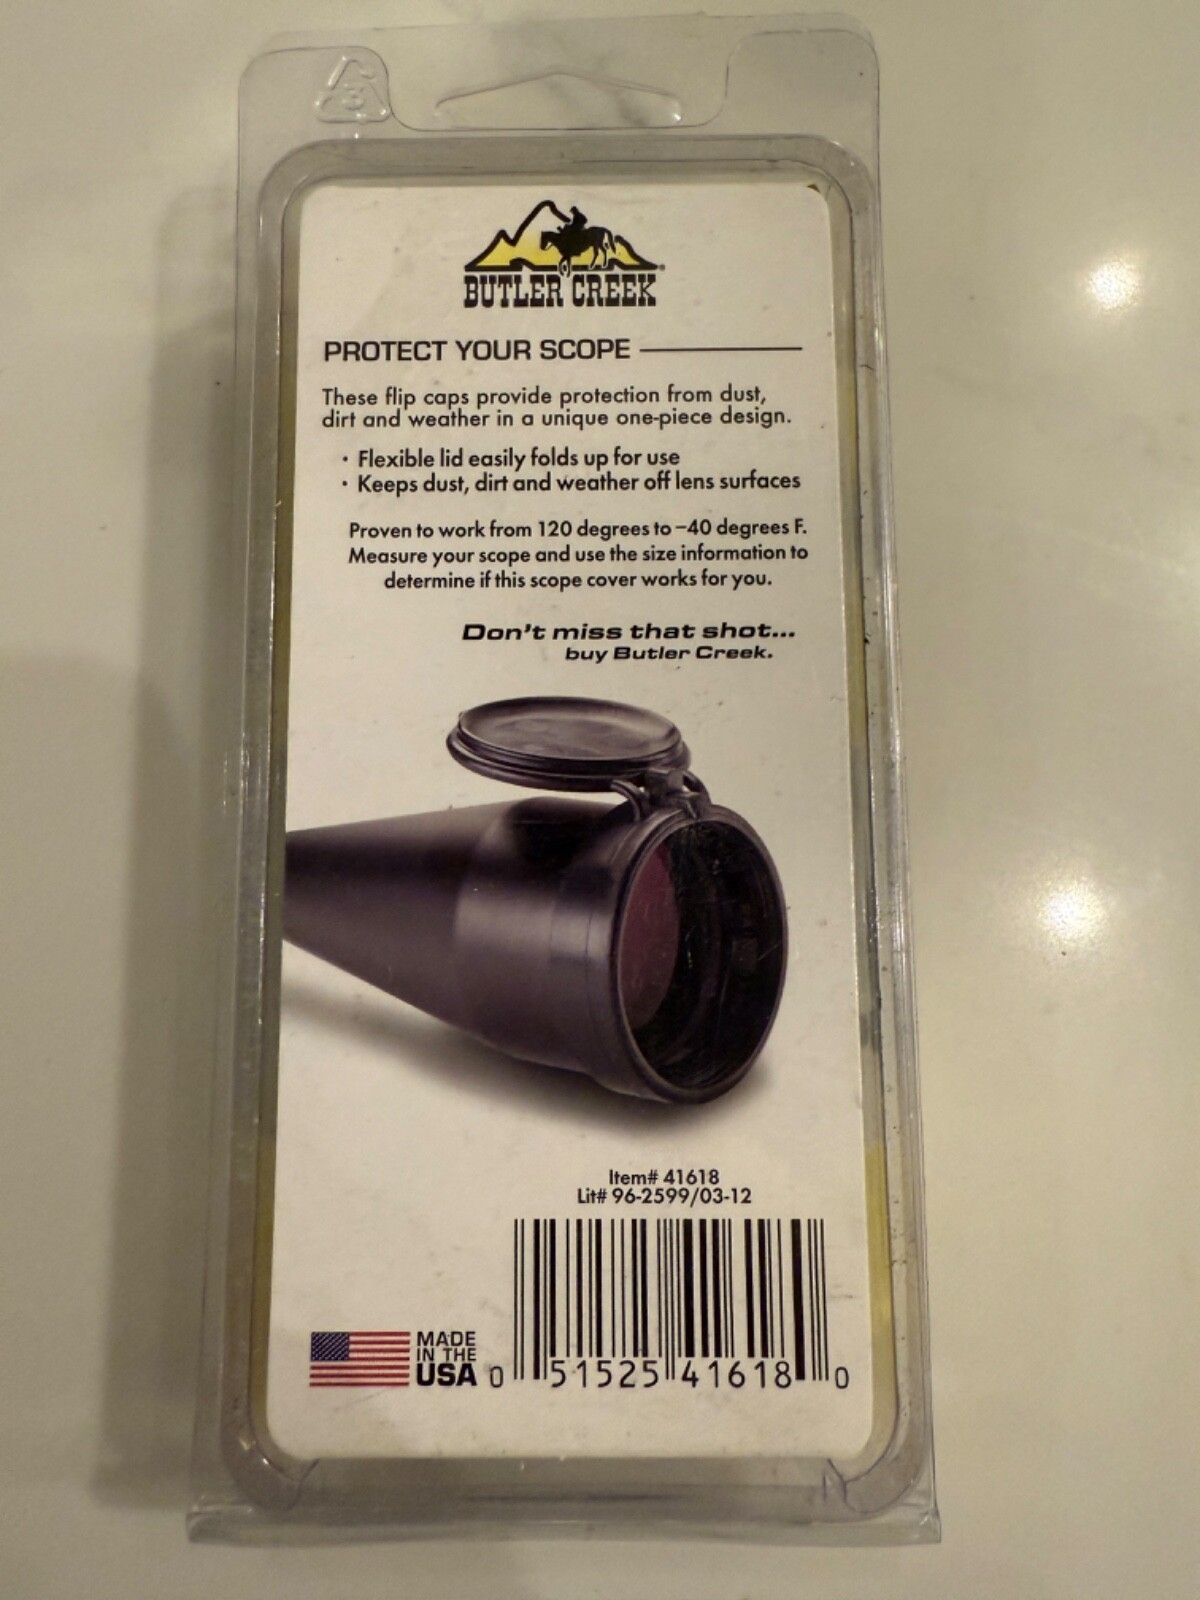 3
BUTLER CREEK
PROTECT YOUR SCOPE
These flip caps provide protection from dust,
dirt and weather in a unique one-piece design.
· Flexible lid easily folds up for use
· Keeps dust, dirt and weather off lens surfaces
Proven to work from 120 degrees to –40 degrees F.
Measure your scope and use the size information to
determine if this scope cover works for you.
Don't miss that shot...
buy Butler Creek.
Item# 41618
Lit# 96-2599/03-12
MADE
IN THE
USA
0 51525 41618 0